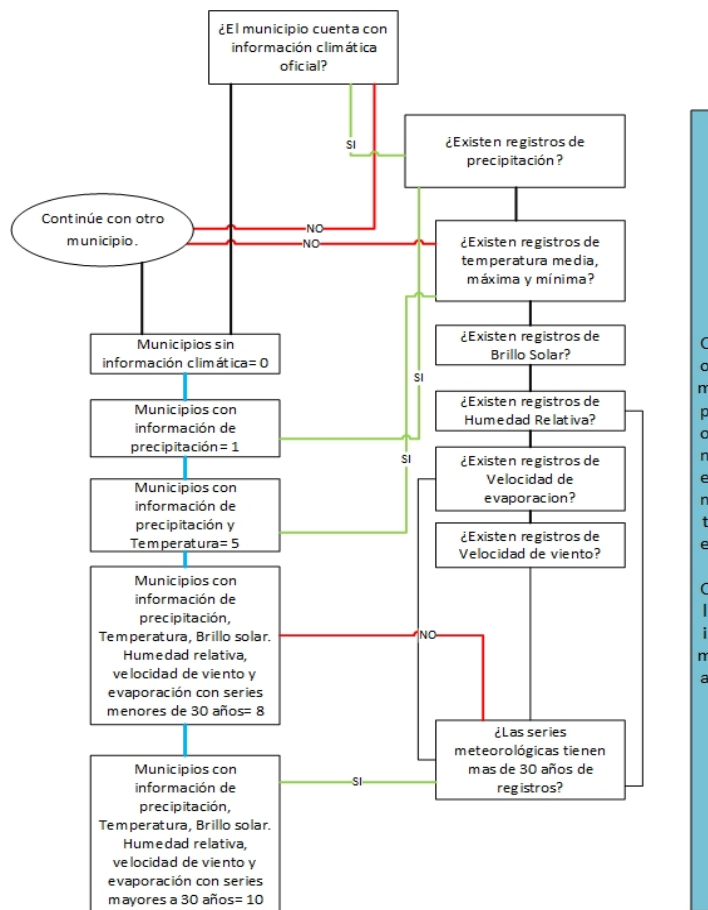 ¿El municipio cuenta con
información climática
oficial?
SI
¿Existen registros de
precipitación?
Continúe con otro
municipio.
NO
NO
¿Existen registros de
temperatura media,
máxima y mínima?
Municipios sin
información climática= 0
¿Existen registros de
Brillo Solar?
SI
Municipios con
información de
precipitación= 1
¿Existen registros de
Humedad Relativa?
SI
Municipios con
información de
precipitación y
Temperatura= 5
¿Existen registros de
Velocidad de
evaporacion?
¿Existen registros de
Velocidad de viento?
Municipios con
información de
precipitación,
Temperatura, Brillo solar.
Humedad relativa,
velocidad de viento y
evaporación con series
menores de 30 años= 8
NO
¿Las series
meteorológicas tienen
mas de 30 años de
registros?
SI
Municipios con
información de
precipitación,
Temperatura, Brillo solar.
Humedad relativa,
velocidad de viento y
evaporación con series
mayores a 30 años= 10